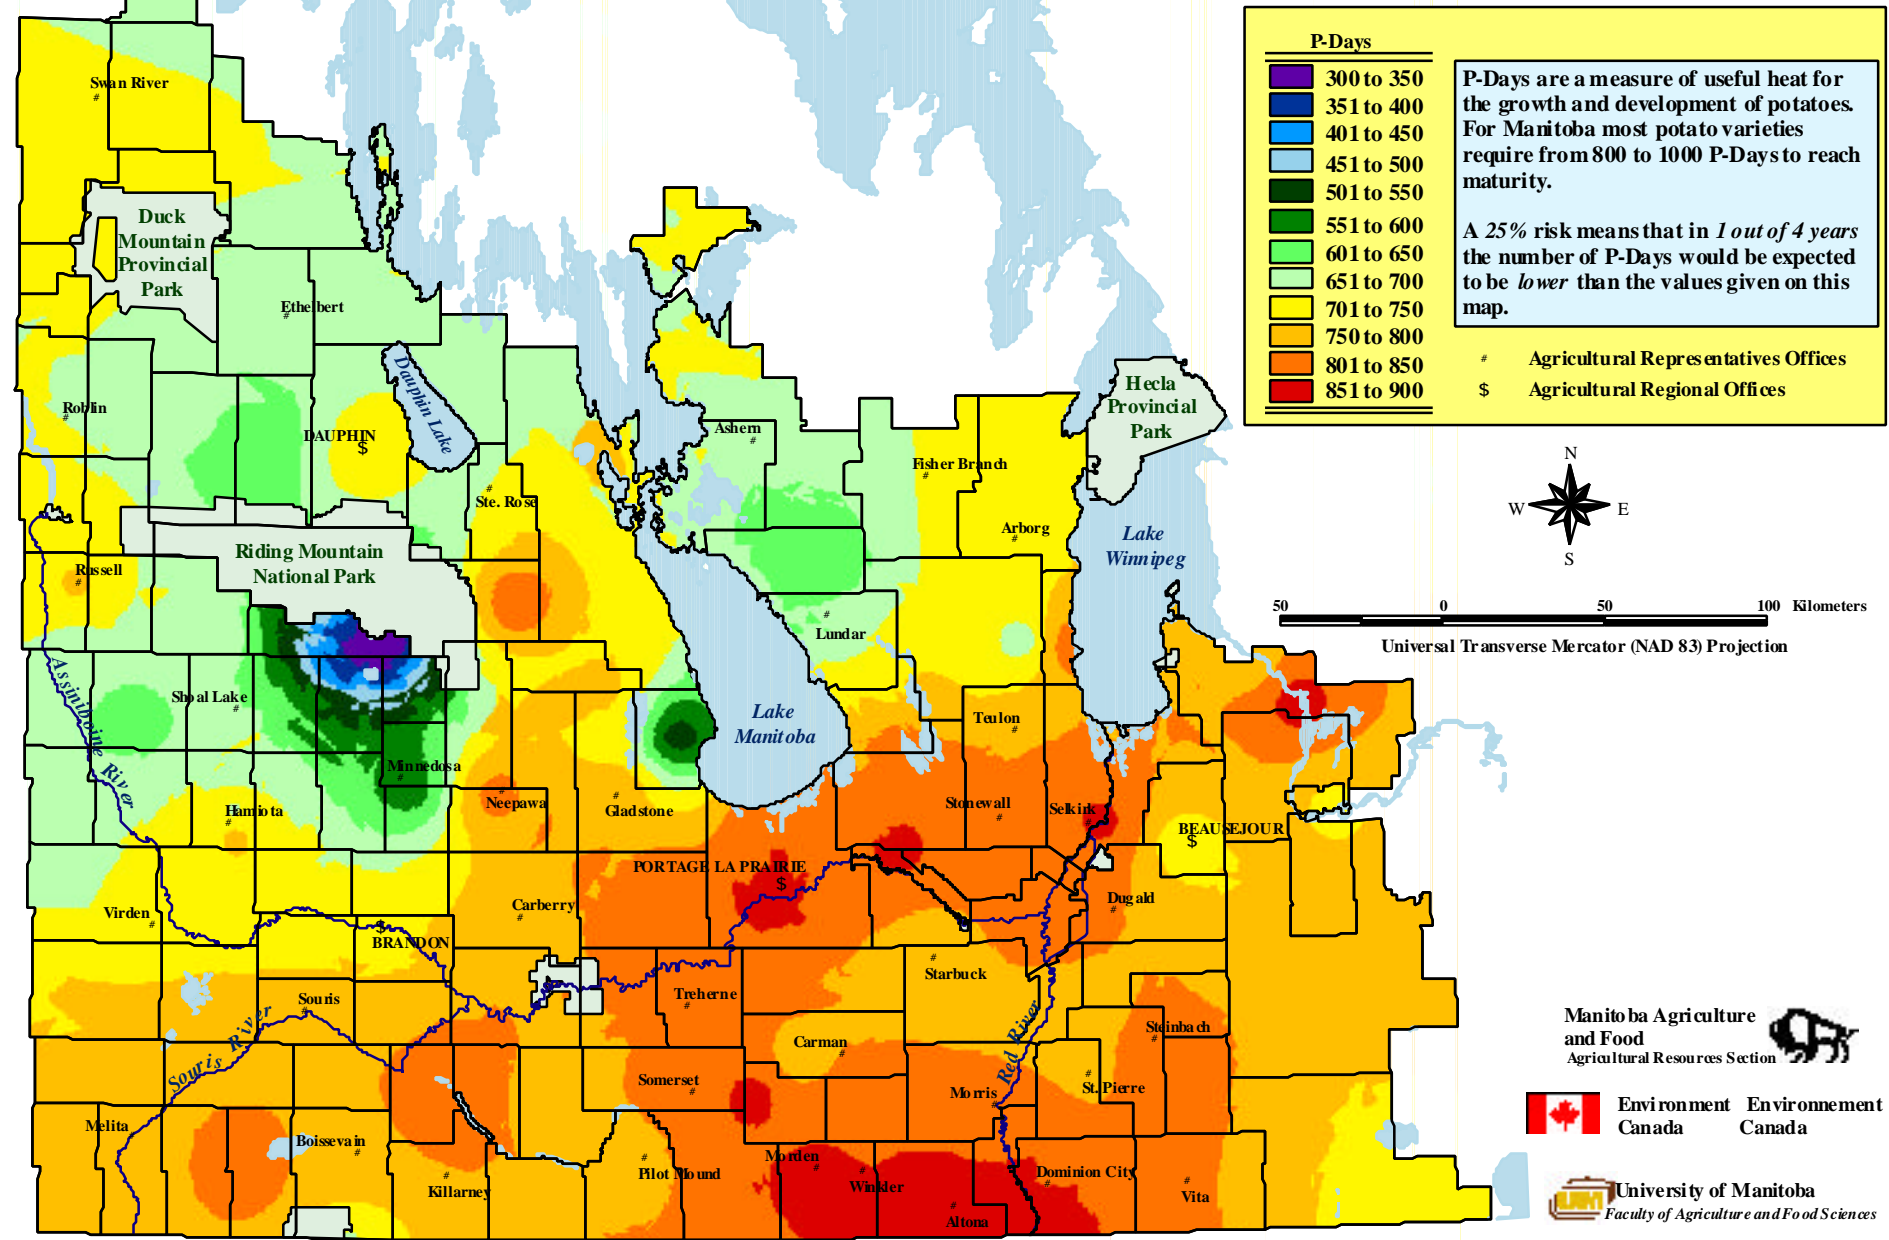 P-Days
300 to 350
351 to 400
401 to 450
451 to 500
501 to 550
551 to 600
601 to 650
651 to 700
701 to 750
750 to 800
801 to 850
851 to 900
P-Days are a measure of useful heat for
the growth and development of potatoes.
For Manitoba most potato varieties
require from 800 to 1000 P-Days to reach
maturity.
A 25% risk means that in 1 out of 4 years
the number of P-Days would be expected
to be lower than the values given on this
map.
# Agricultural Representatives Offices
$ Agricultural Regional Offices
N
W E
S
50 0 50 100 Kilometers
Universal Transverse Mercator (NAD 83) Projection
Swan River
Duck
Mountain
Provincial
Park
Ethelbert
Dauphin Lake
Roblin
DAUPHIN
Ste. Rose
Ashern
Fisher Branch
Arborg
Hecla
Provincial
Park
Lake
Winnipeg
Riding Mountain
National Park
Russell
Lundar
Assiniboine River
Shoal Lake
Lake
Manitoba
Teulon
Minnedosa
Hamiota
Neepawa
Gladstone
Stonewall
Selkirk
BEAUSEJOUR
PORTAGE LA PRAIRIE
Virden
BRANDON
Carberry
Dugald
Starbuck
Souris
Souris River
Treherne
Carman
Red River
Steinbach
Somerset
Morris
St. Pierre
Melita
Boissevain
Killarney
Pilot Mound
Morden
Winkler
Altona
Dominion City
Vita
Manitoba Agriculture
and Food
Agricultural Resources Section
Environment Environnement
Canada Canada
University of Manitoba
Faculty of Agriculture and Food Sciences